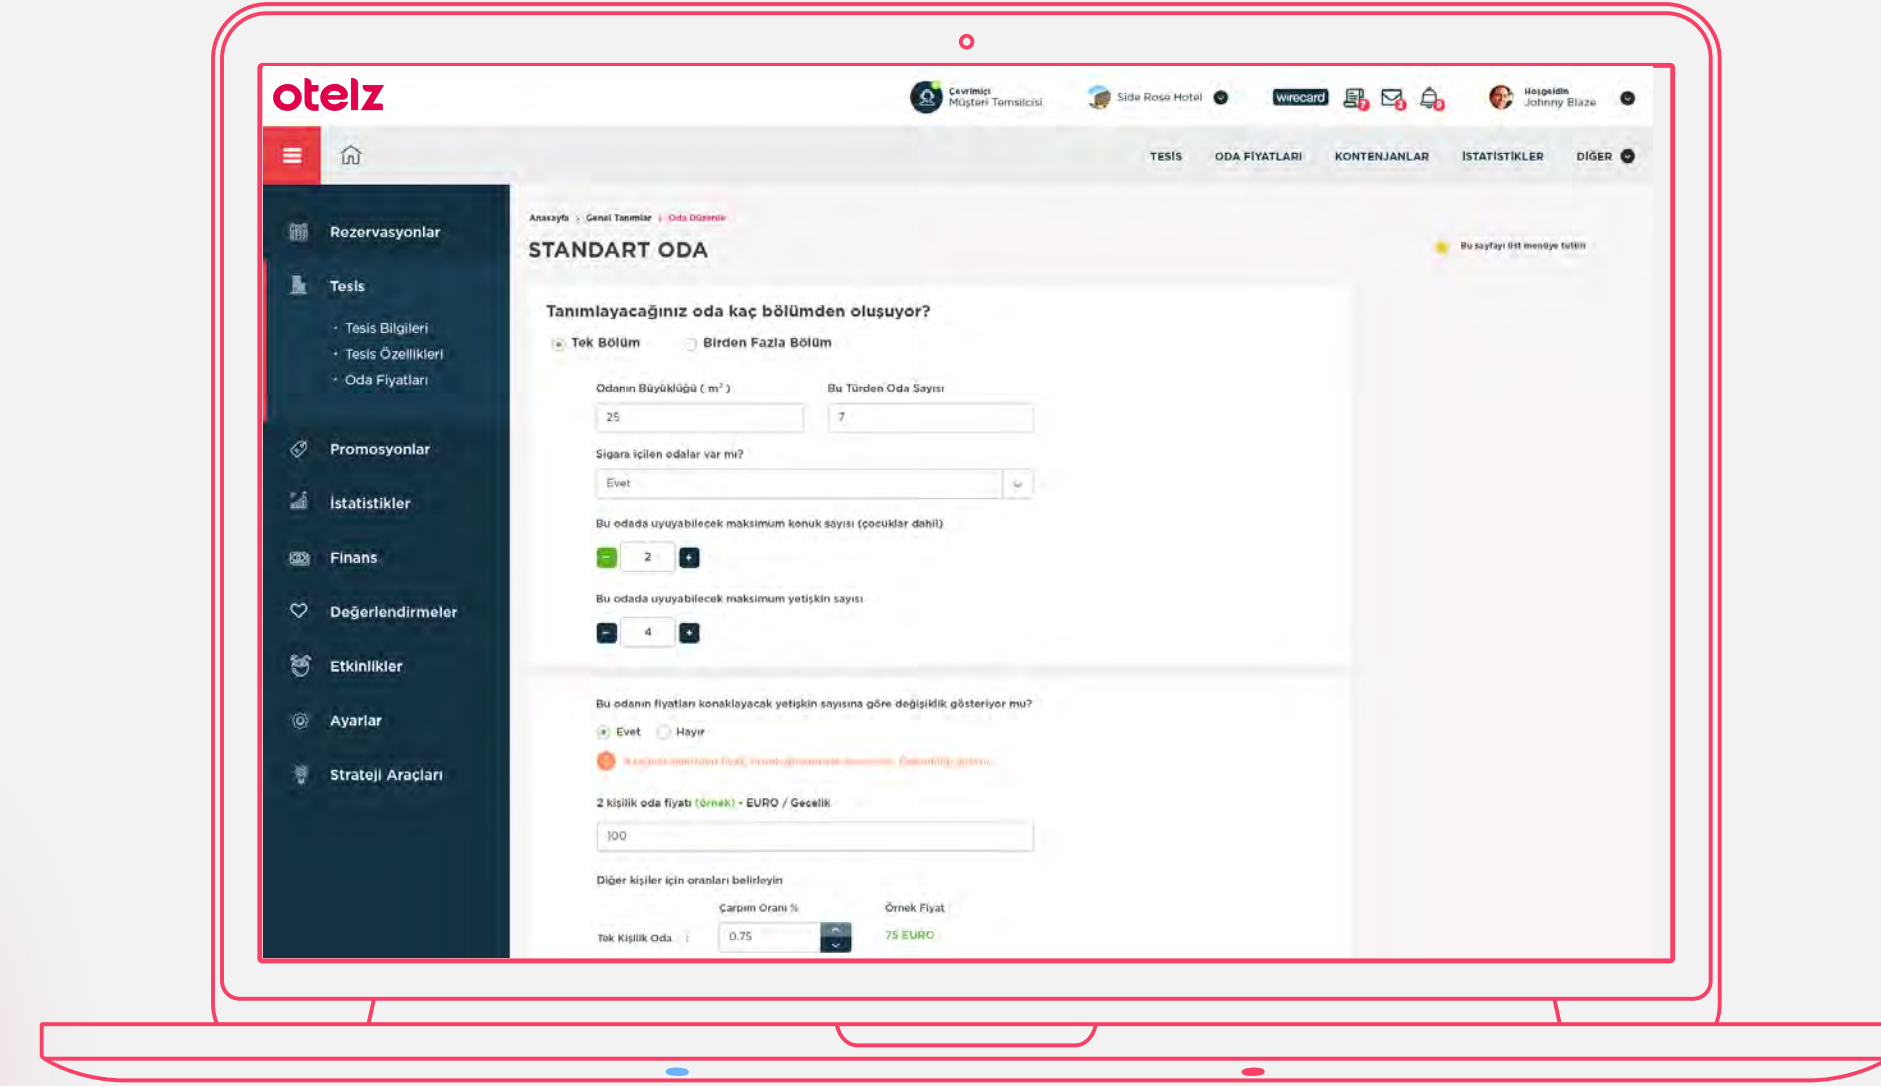 otelz
Çevrimiçi
Müşteri Temsilcisi
Side Rose Hotel
wirecard
Hoşgeldin
Johnny Blaze
TESİS
ODA FİYATLARI
KONTENJANLAR
İSTATİSTİKLER
DİĞER
Rezervasyonlar
Tesis
Tesis Bilgileri
Tesis Özellikleri
Oda Fiyatları
Promosyonlar
İstatistikler
Finans
Değerlendirmeler
Etkinlikler
Ayarlar
Strateji Araçları
Anasayfa > Genel Tanımlar > Oda Düzenle
STANDART ODA
Bu sayfayı üst menüye tutun
Tanımlayacağınız oda kaç bölümden oluşuyor?
Tek Bölüm Birden Fazla Bölüm
Odanın Büyüklüğü ( m² ) Bu Türden Oda Sayısı
25 7
Sigara içilen odalar var mı?
Evet
Bu odada uyuyabilecek maksimum konuk sayısı (çocuklar dahil)
- 2 +
Bu odada uyuyabilecek maksimum yetişkin sayısı
- 4 +
Bu odanın fiyatları konaklayacak yetişkin sayısına göre değişiklik gösteriyor mu?
Evet Hayır
2 kişilik oda fiyatı (örnek) - EURO / Gecelik
100
Diğer kişiler için oranları belirleyin
Çarpım Oranı % Örnek Fiyat
Tek Kişilik Oda : 0.75 75 EURO